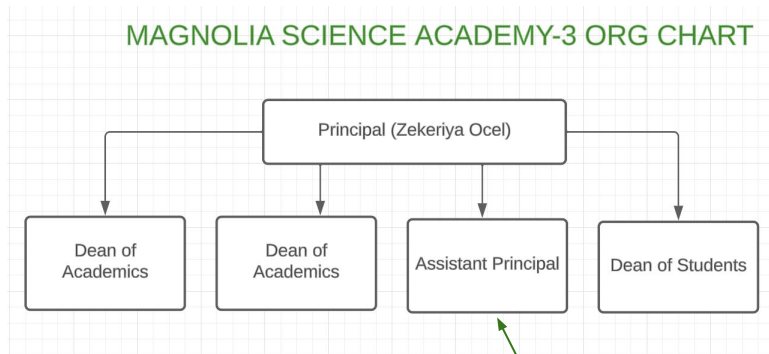 MAGNOLIA SCIENCE ACADEMY-3 ORG CHART
Principal (Zekeriya Ocel)
Dean of
Academics
Dean of
Academics
Assistant Principal
Dean of Students